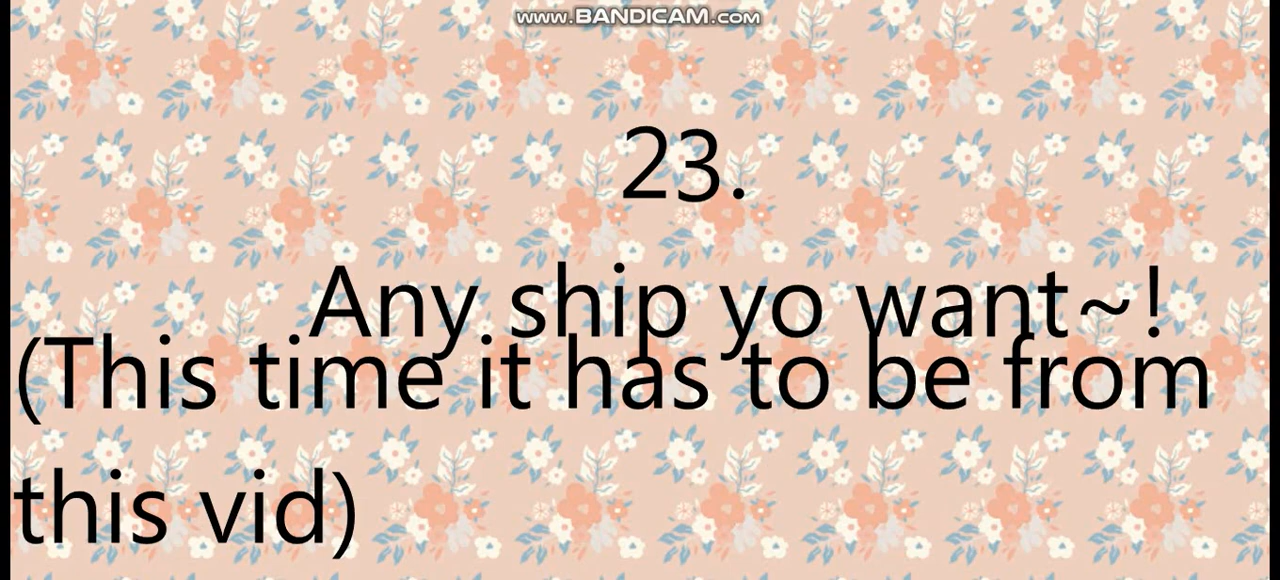 www.BANDICAM.com
23.
Any ship yo want~!
(This time it has to be from
this vid)